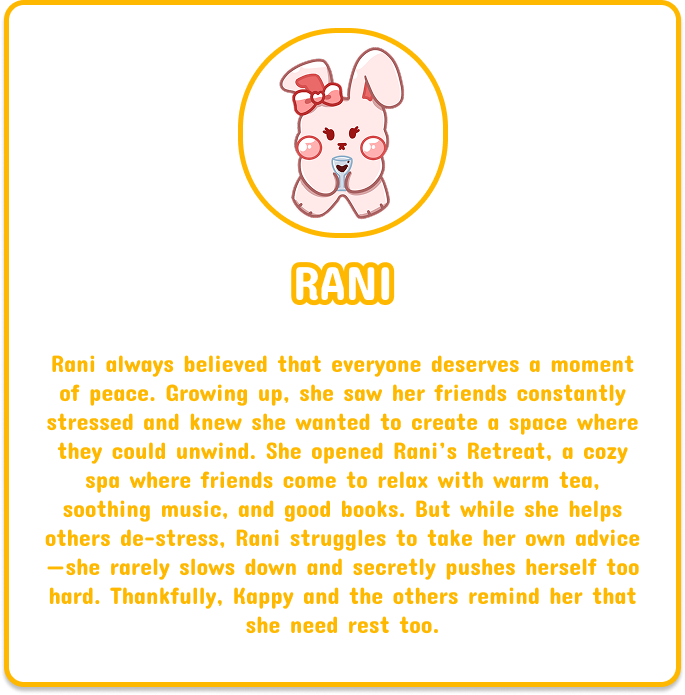 RANI
Rani always believed that everyone deserves a moment
of peace. Growing up, she saw her friends constantly
stressed and knew she wanted to create a space where
they could unwind. She opened Rani's Retreat, a cozy
spa where friends come to relax with warm tea,
soothing music, and good books. But while she helps
others de-stress, Rani struggles to take her own advice
—she rarely slows down and secretly pushes herself too
hard. Thankfully, Kappy and the others remind her that
she need rest too.